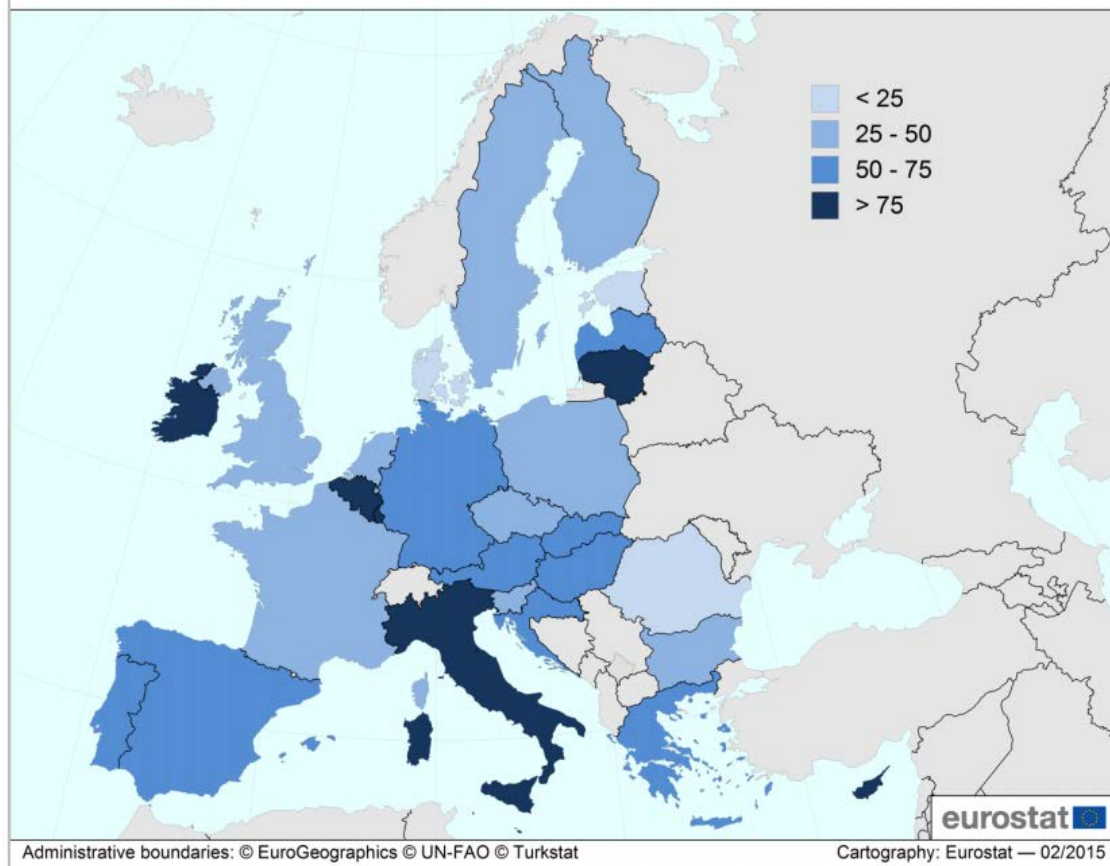 < 25
25 - 50
50 - 75
> 75
eurostat
Administrative boundaries: © EuroGeographics © UN-FAO © Turkstat
Cartography: Eurostat — 02/2015